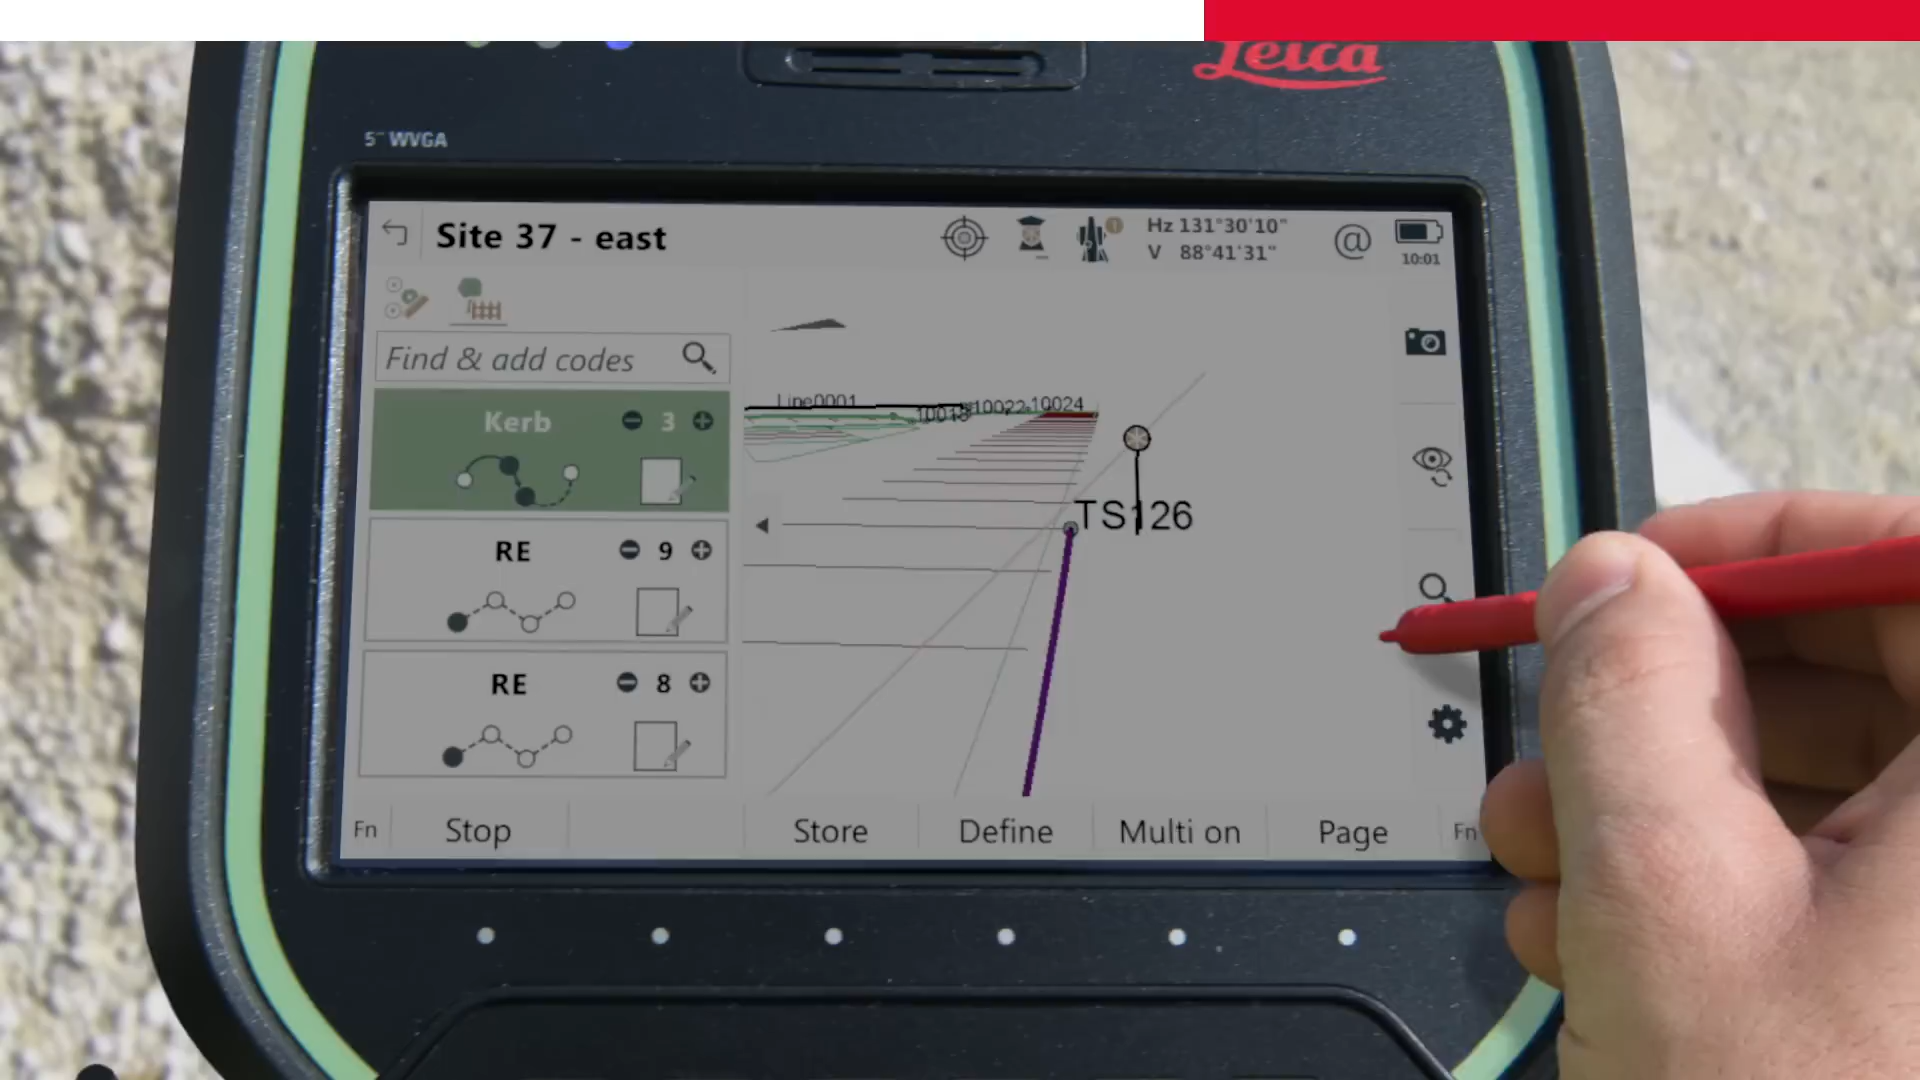 Leica
5" WVGA
Site 37 - east
Hz 131°30'10"
V 88°41'31"
@
10:01
1
Find & add codes
Kerb
3
RE
9
RE
8
Line0001
10022
10024
TS126
Fn
Stop
Store
Define
Multi on
Page
Fn